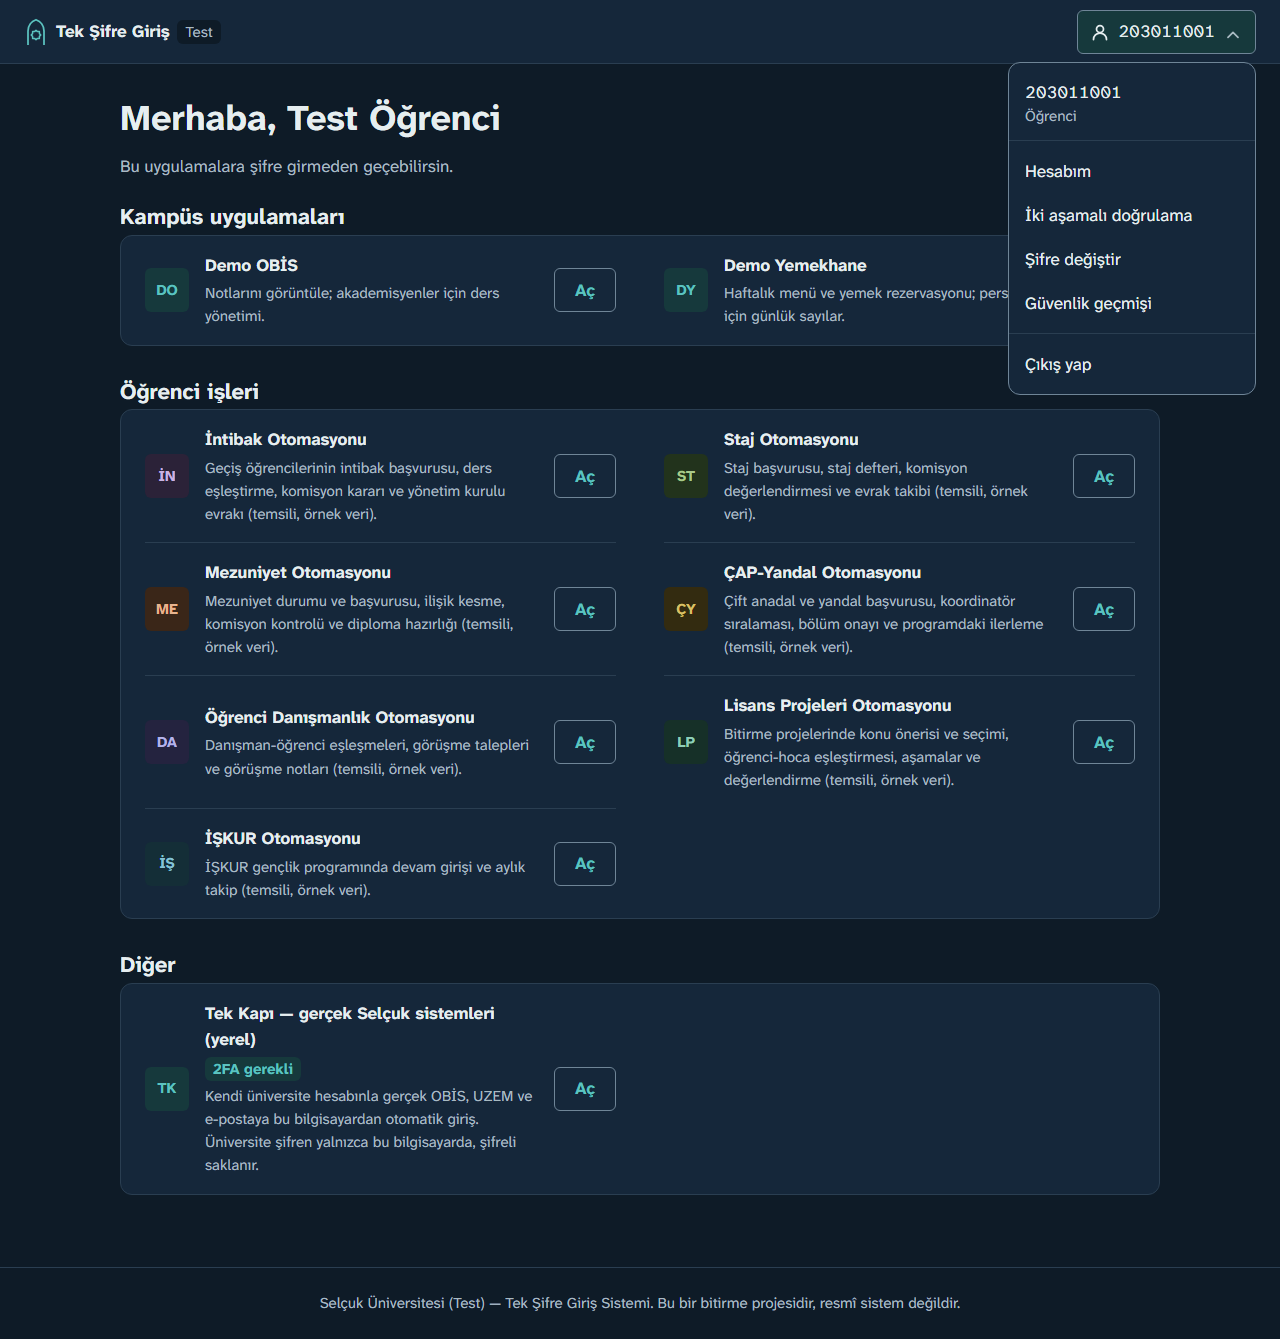 Tek Şifre Giriş Test
203011001
203011001
Öğrenci
Hesabım
İki aşamalı doğrulama
Şifre değiştir
Güvenlik geçmişi
Çıkış yap
Merhaba, Test Öğrenci
Bu uygulamalara şifre girmeden geçebilirsin.
Kampüs uygulamaları
DO
Demo OBİS
Notlarını görüntüle; akademisyenler için ders
yönetimi.
Aç
DY
Demo Yemekhane
Haftalık menü ve yemek rezervasyonu; pers
için günlük sayılar.
Öğrenci işleri
İN
İntibak Otomasyonu
Geçiş öğrencilerinin intibak başvurusu, ders
eşleştirme, komisyon kararı ve yönetim kurulu
evrakı (temsili, örnek veri).
Aç
ST
Staj Otomasyonu
Staj başvurusu, staj defteri, komisyon
değerlendirmesi ve evrak takibi (temsili, örnek
veri).
Aç
ME
Mezuniyet Otomasyonu
Mezuniyet durumu ve başvurusu, ilişik kesme,
komisyon kontrolü ve diploma hazırlığı (temsili,
örnek veri).
Aç
ÇY
ÇAP-Yandal Otomasyonu
Çift anadal ve yandal başvurusu, koordinatör
sıralaması, bölüm onayı ve programdaki ilerleme
(temsili, örnek veri).
Aç
DA
Öğrenci Danışmanlık Otomasyonu
Danışman-öğrenci eşleşmeleri, görüşme talepleri
ve görüşme notları (temsili, örnek veri).
Aç
LP
Lisans Projeleri Otomasyonu
Bitirme projelerinde konu önerisi ve seçimi,
öğrenci-hoca eşleştirmesi, aşamalar ve
değerlendirme (temsili, örnek veri).
Aç
İŞ
İŞKUR Otomasyonu
İŞKUR gençlik programında devam girişi ve aylık
takip (temsili, örnek veri).
Aç
Diğer
TK
Tek Kapı — gerçek Selçuk sistemleri
(yerel)
2FA gerekli
Kendi üniversite hesabınla gerçek OBİS, UZEM ve
e-postaya bu bilgisayardan otomatik giriş.
Üniversite şifren yalnızca bu bilgisayarda, şifreli
saklanır.
Aç
Selçuk Üniversitesi (Test) — Tek Şifre Giriş Sistemi. Bu bir bitirme projesidir, resmî sistem değildir.